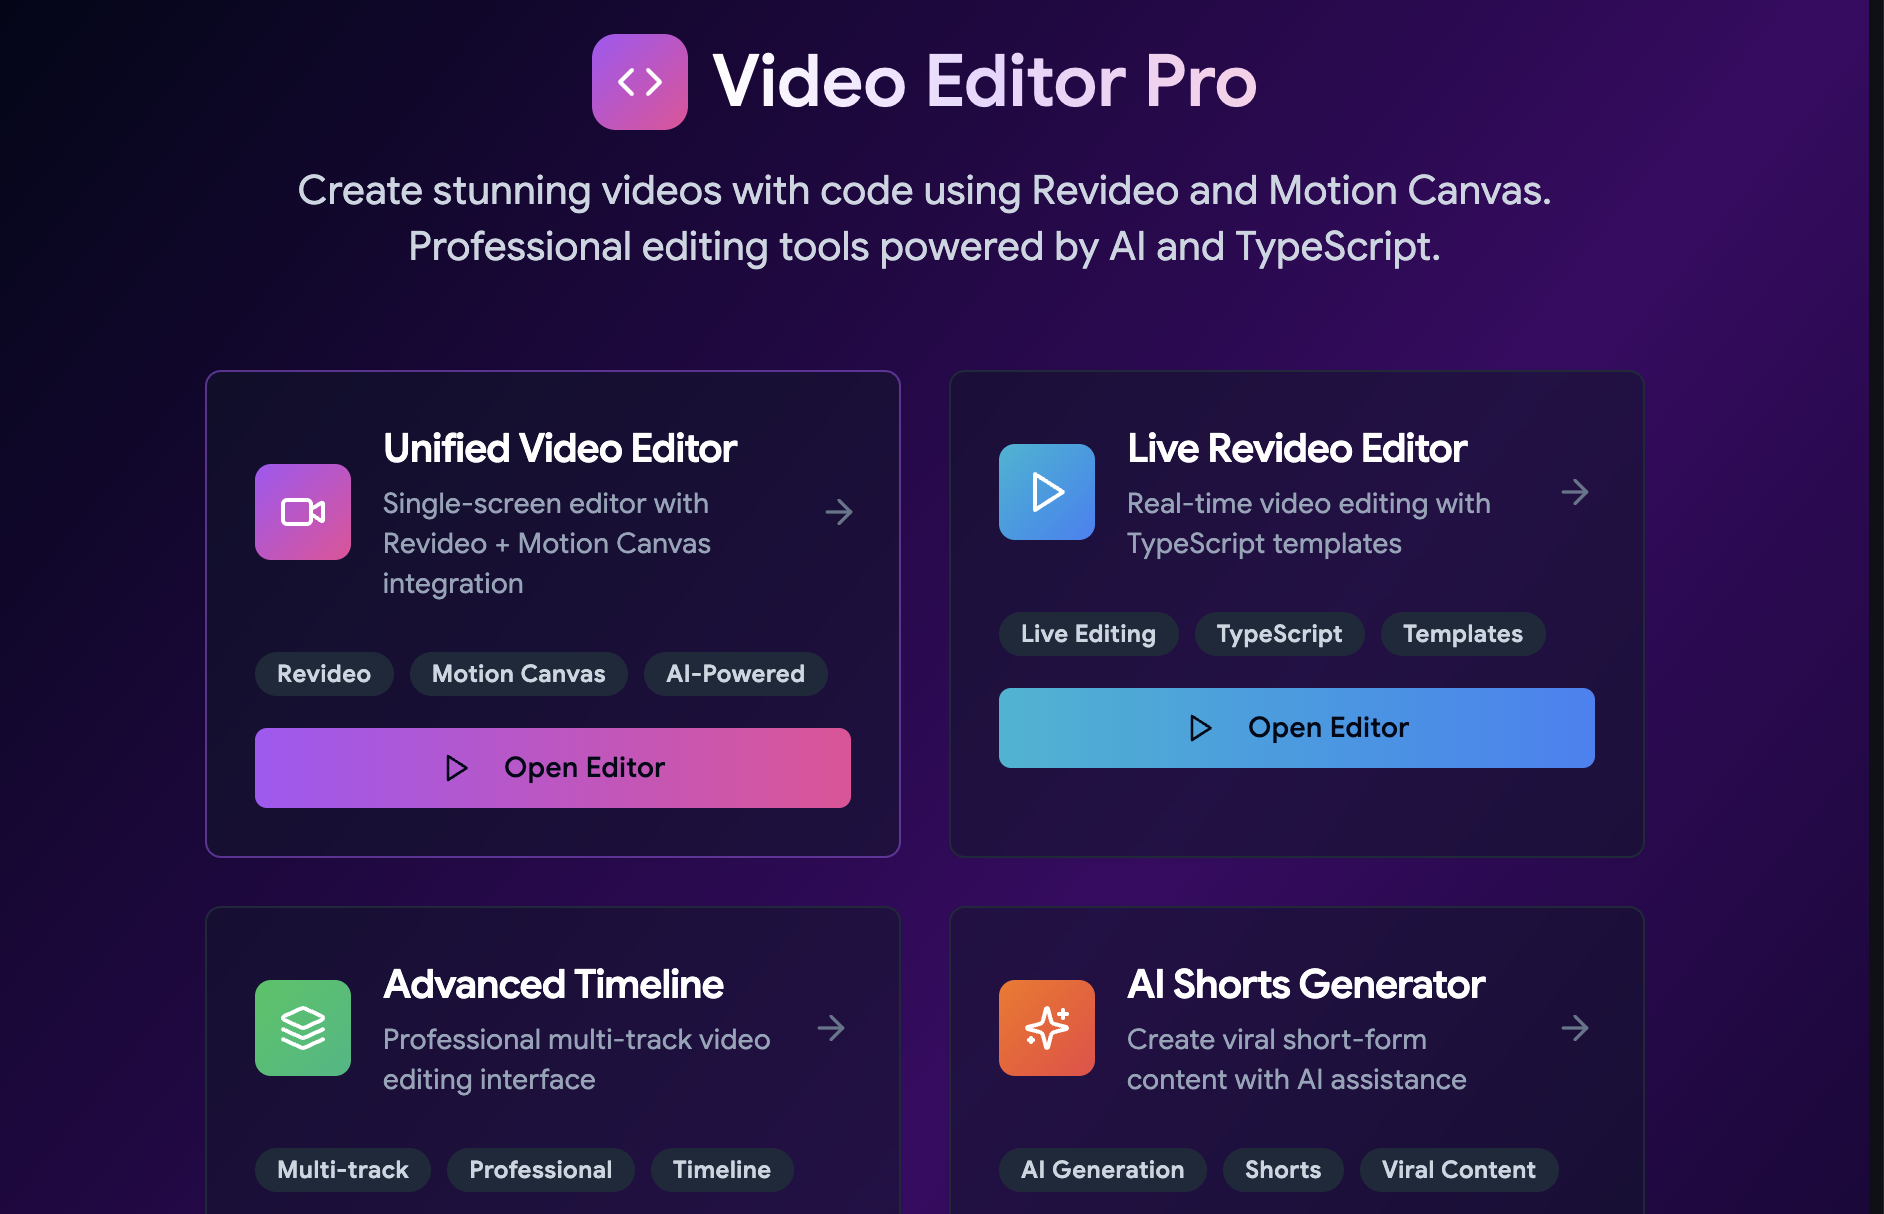 Video Editor Pro
Create stunning videos with code using Revideo and Motion Canvas.
Professional editing tools powered by AI and TypeScript.
Unified Video Editor
Single-screen editor with
Revideo + Motion Canvas
integration
Revideo
Motion Canvas
AI-Powered
Open Editor
Live Revideo Editor
Real-time video editing with
TypeScript templates
Live Editing
TypeScript
Templates
Open Editor
Advanced Timeline
Professional multi-track video
editing interface
Multi-track
Professional
Timeline
AI Shorts Generator
Create viral short-form
content with AI assistance
AI Generation
Shorts
Viral Content